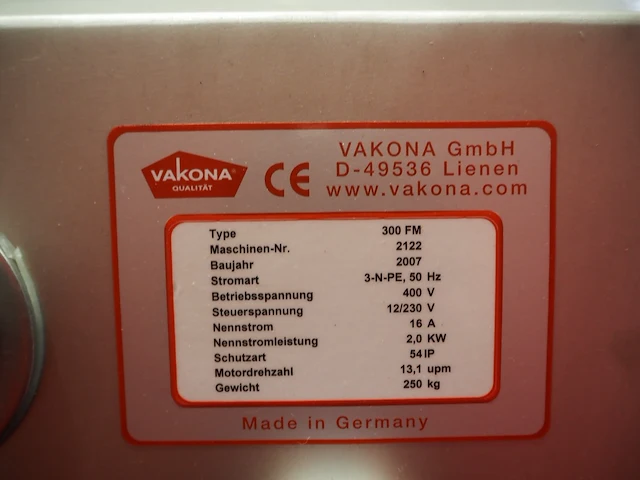 VAKONA
QUALITÄT
CE
VAKONA GmbH
D-49536 Lienen
www.vakona.com
Type 300 FM
Maschinen-Nr. 2122
Baujahr 2007
Stromart 3-N-PE, 50 Hz
Betriebsspannung 400 V
Steuerspannung 12/230 V
Nennstrom 16 A
Nennstromleistung 2,0 KW
Schutzart 54IP
Motordrehzahl 13,1 upm
Gewicht 250 kg
Made in Germany